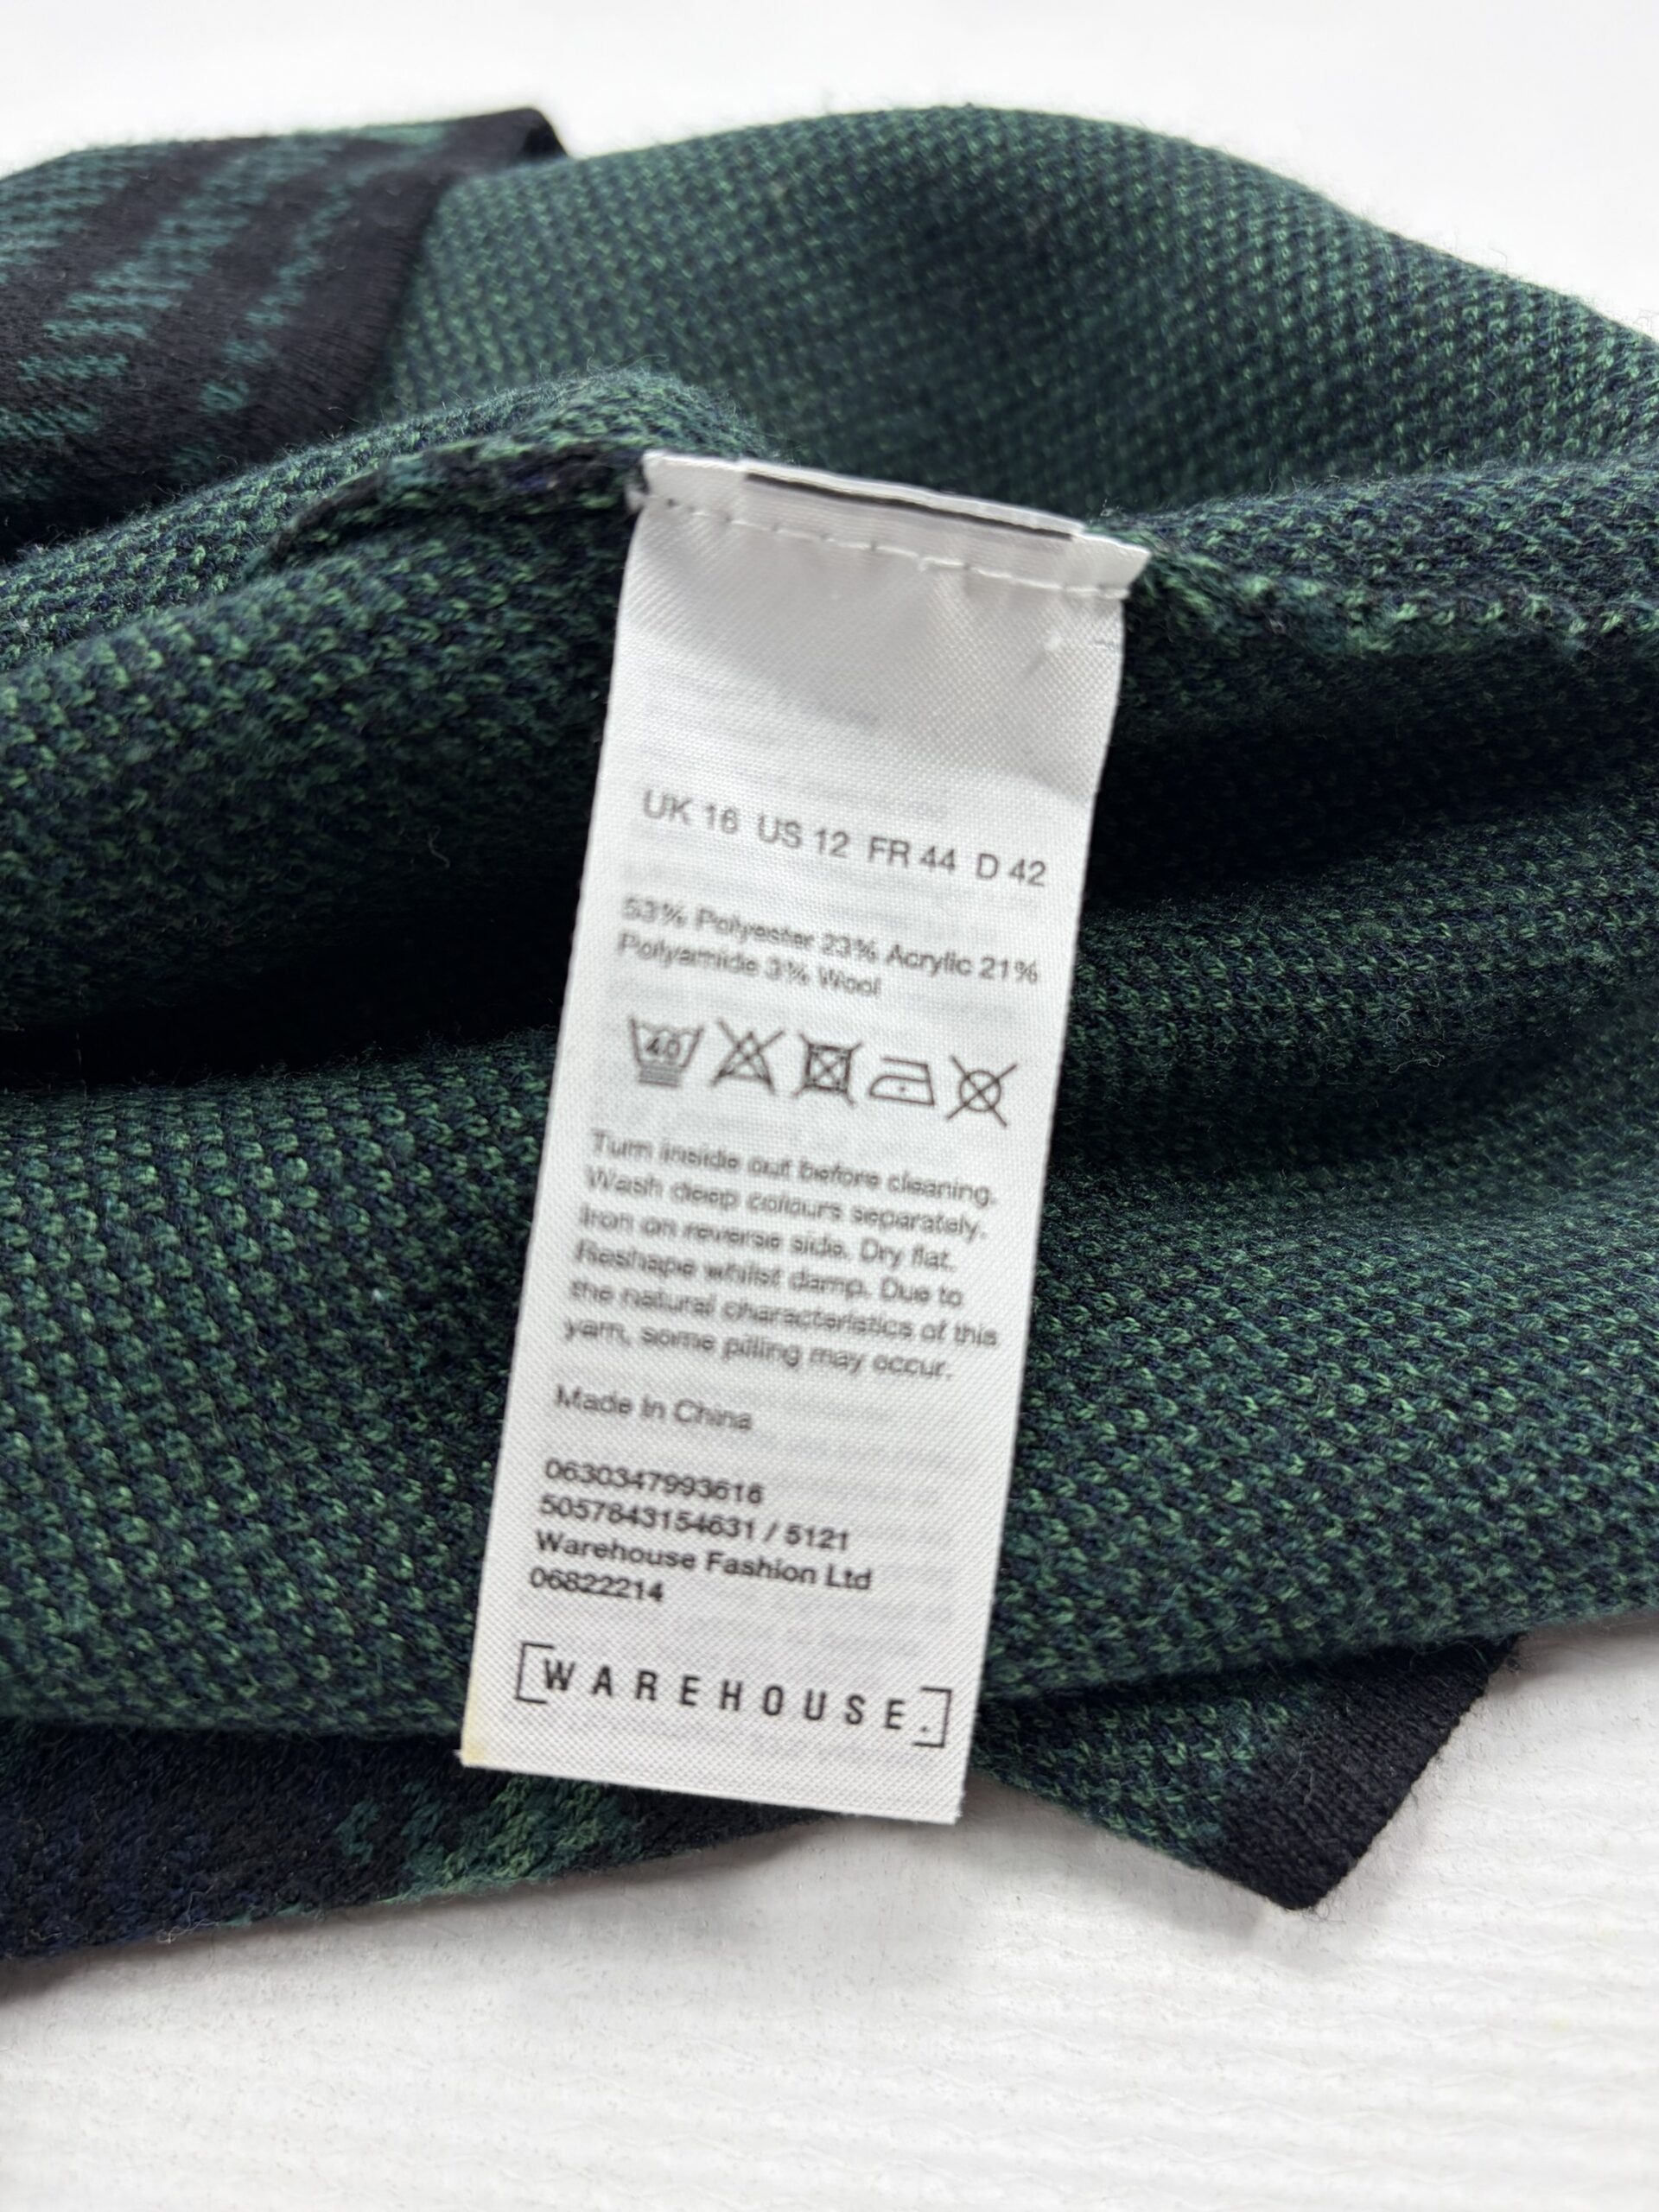 UK 16 US 12 FR 44 D 42
53% Polyester 23% Acrylic 21%
Polyamide 3% Wool
40
Turn inside out before cleaning.
Wash deep colours separately.
Iron on reverse side. Dry flat.
Reshape whilst damp. Due to
the natural characteristics of this
yarn, some pilling may occur.
Made In China
0630347993618
5057843154631 / 5121
Warehouse Fashion Ltd
06822214
[WAREHOUSE.]